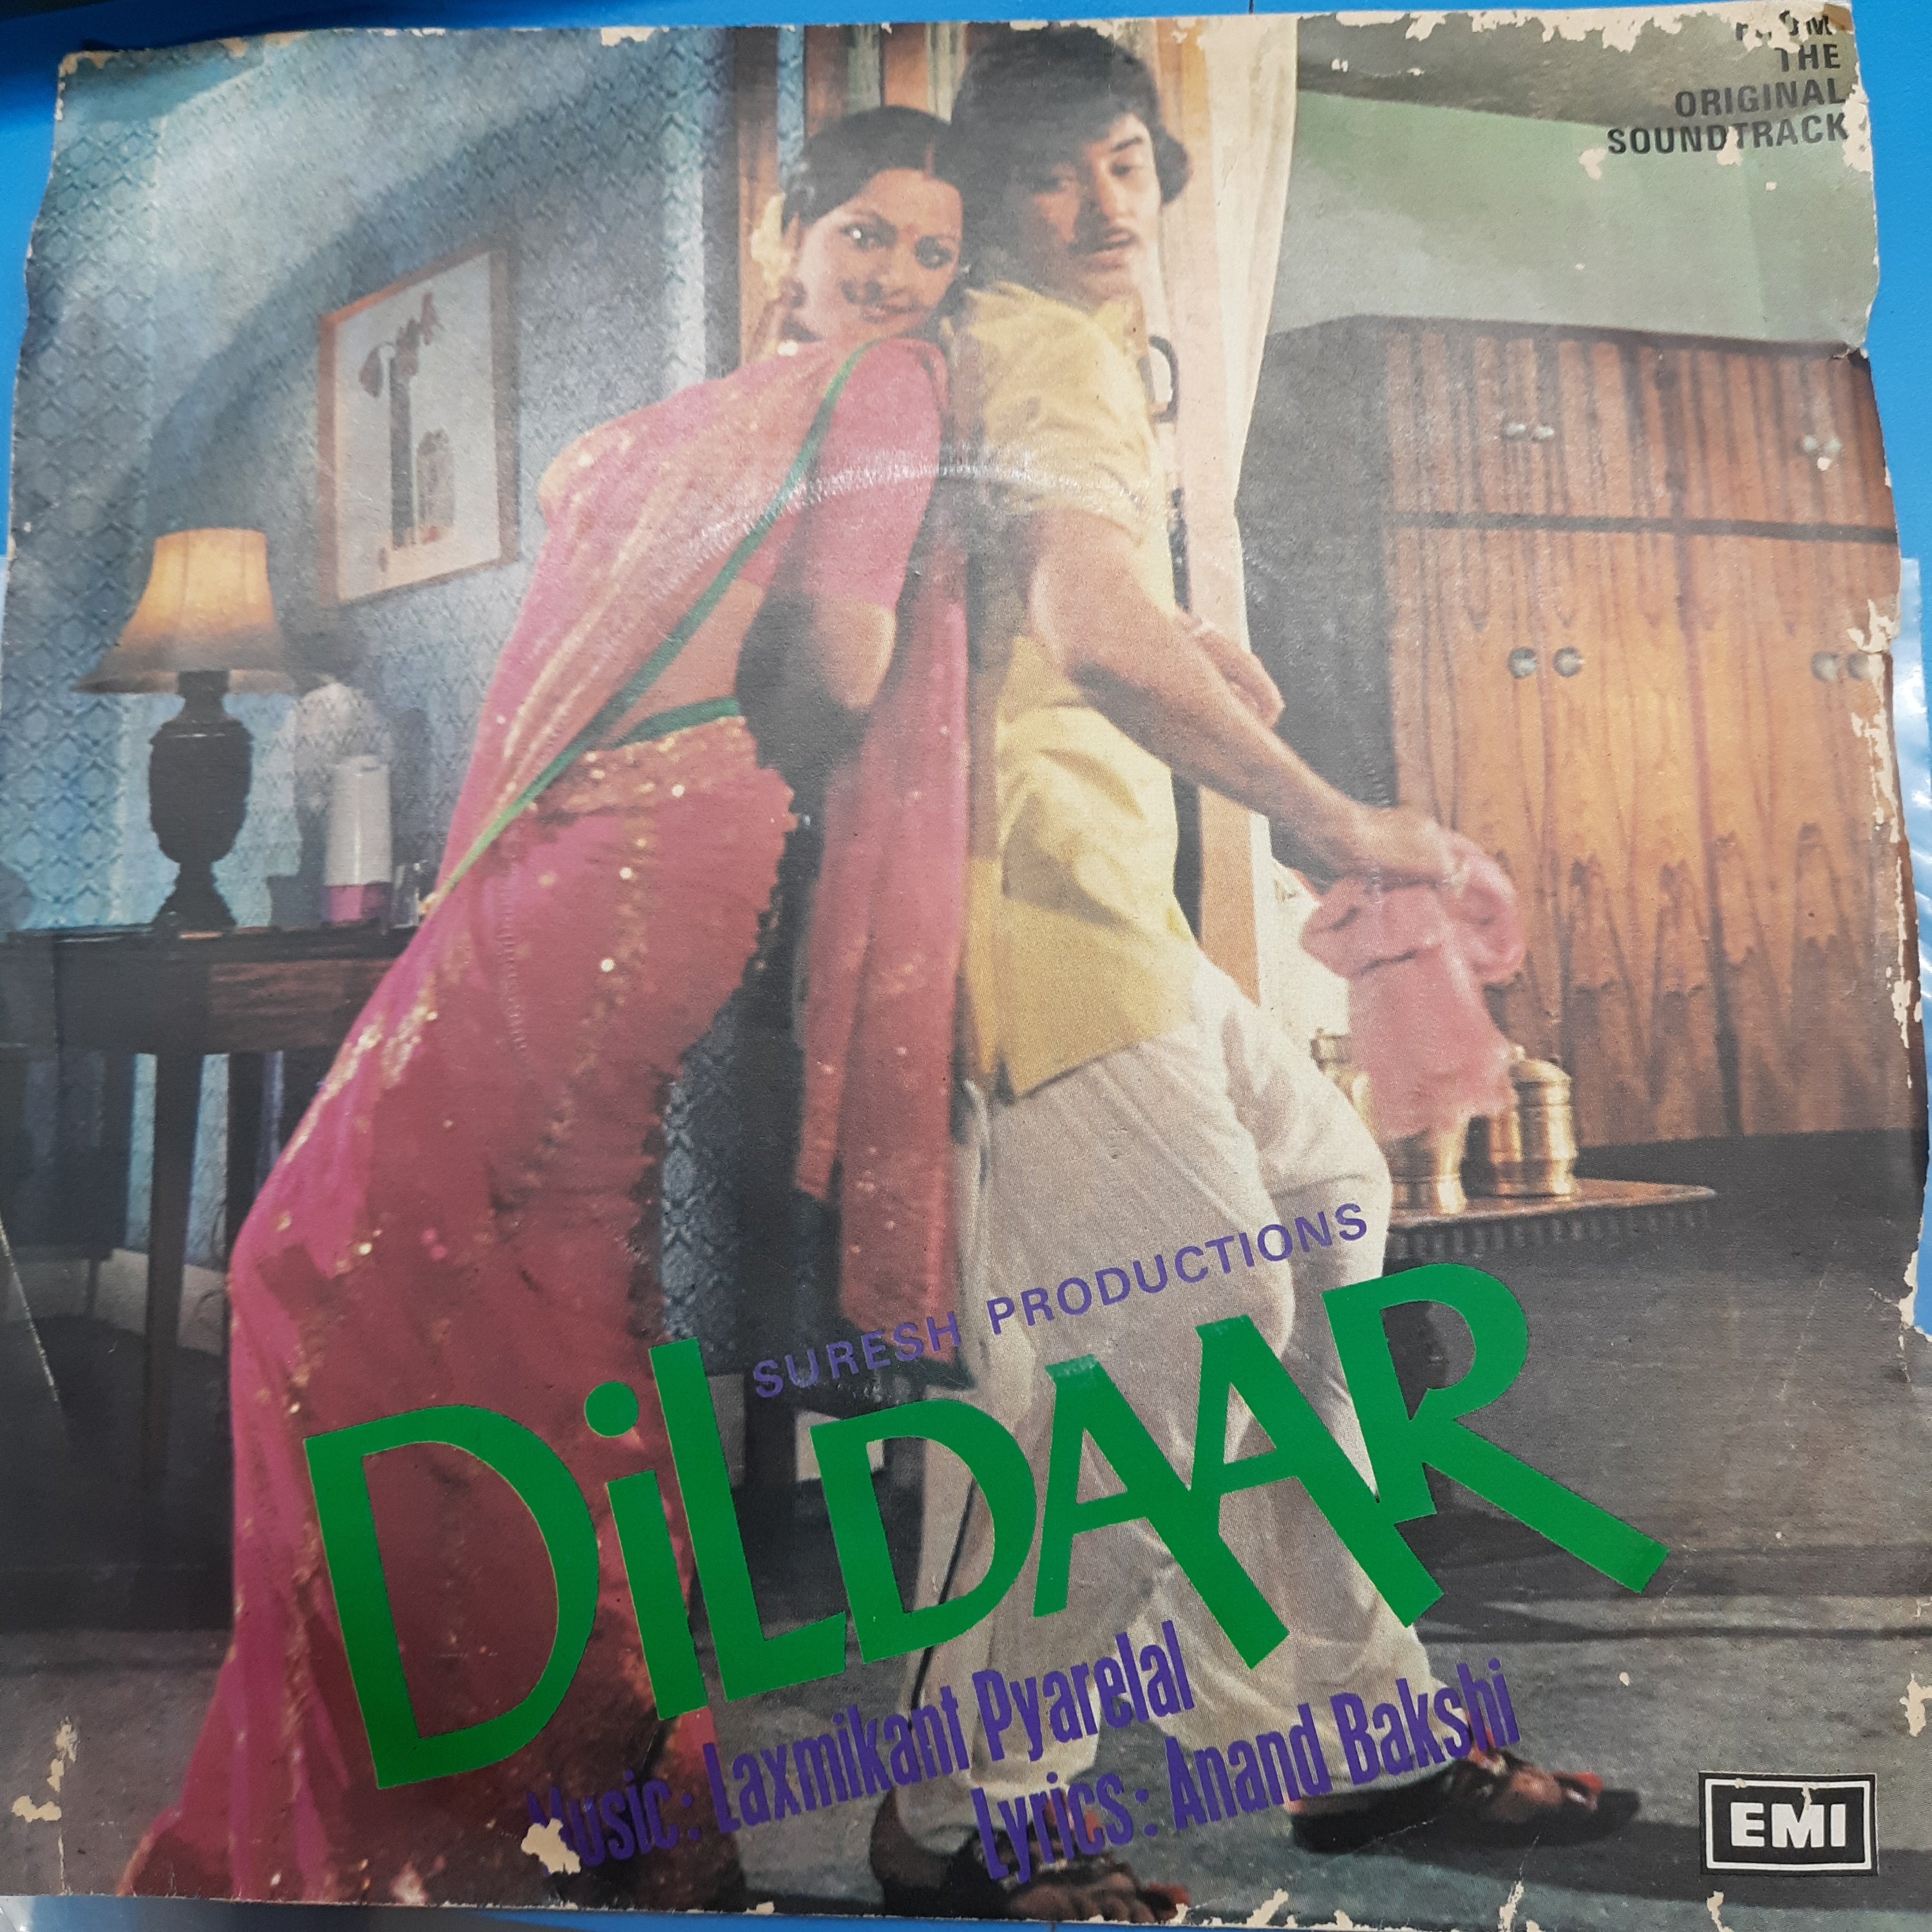 THE
ORIGINAL
SOUNDTRACK
SURESH PRODUCTIONS
DiLDAAR
Music: Laxmikant Pyarelal
Lyrics: Anand Bakshi
EMI